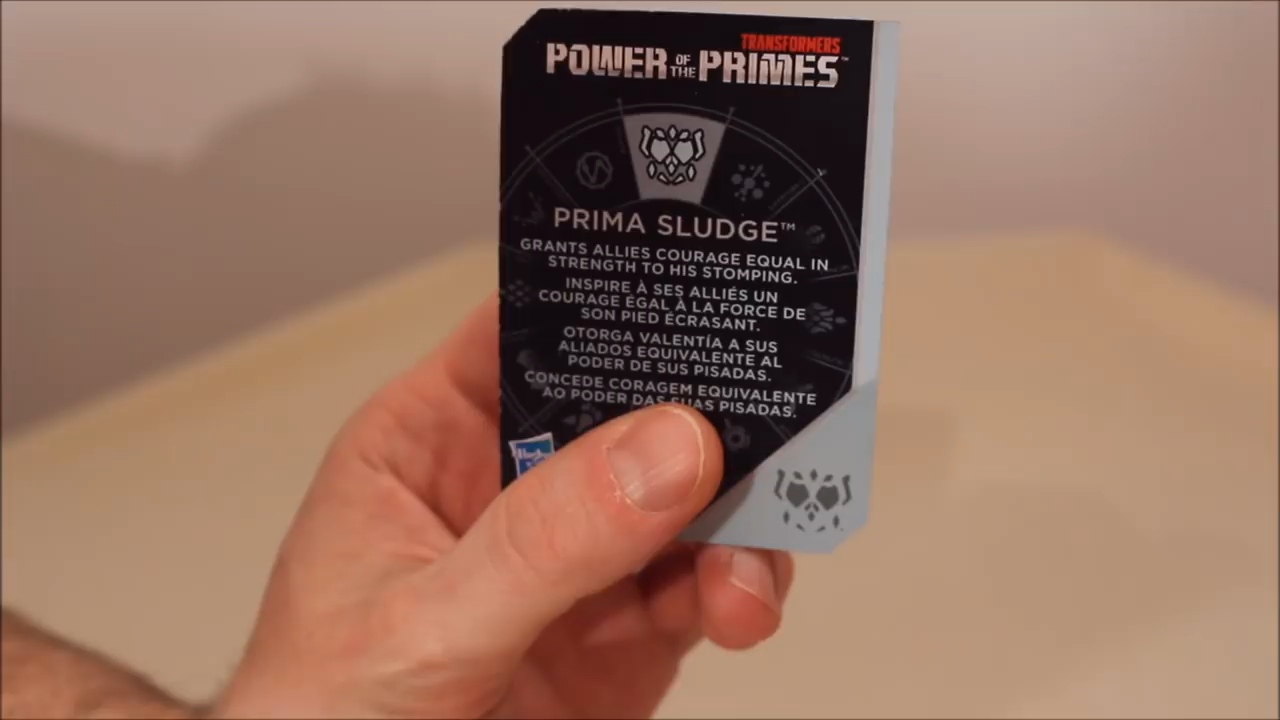 TRANSFORMERS
POWER OF THE PRIMES™
PRIMA SLUDGE™
GRANTS ALLIES COURAGE EQUAL IN
STRENGTH TO HIS STOMPING.
INSPIRE À SES ALLIÉS UN
COURAGE ÉGAL À LA FORCE DE
SON PIED ÉCRASANT.
OTORGA VALENTÍA A SUS
ALIADOS EQUIVALENTE AL
PODER DE SUS PISADAS.
CONCEDE CORAGEM EQUIVALENTE
AO PODER DAS SUAS PISADAS.